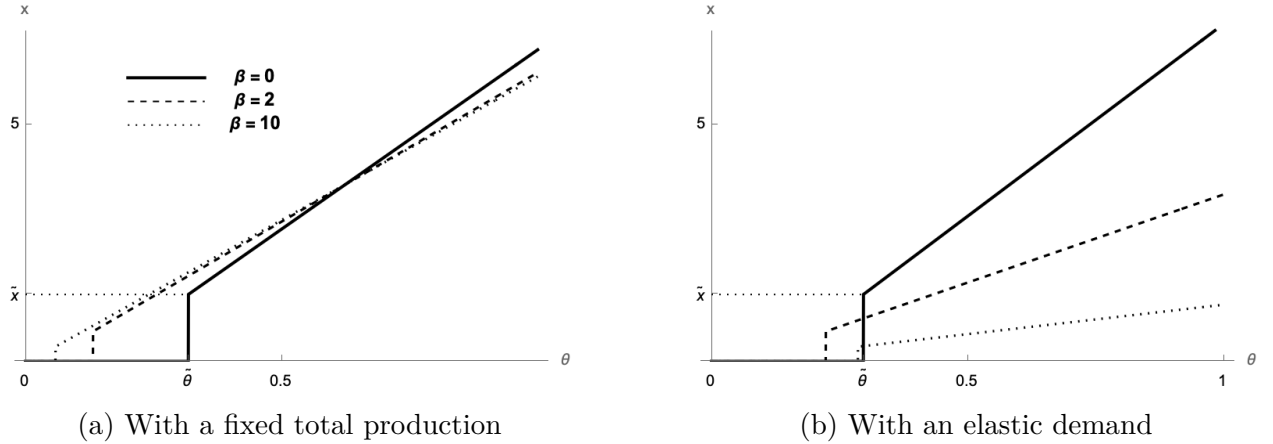 x
β = 0
β = 2
β = 10
5
x̃
0
θ̃
0.5
θ
(a) With a fixed total production
x
5
x̃
0
θ̃
0.5
1
θ
(b) With an elastic demand